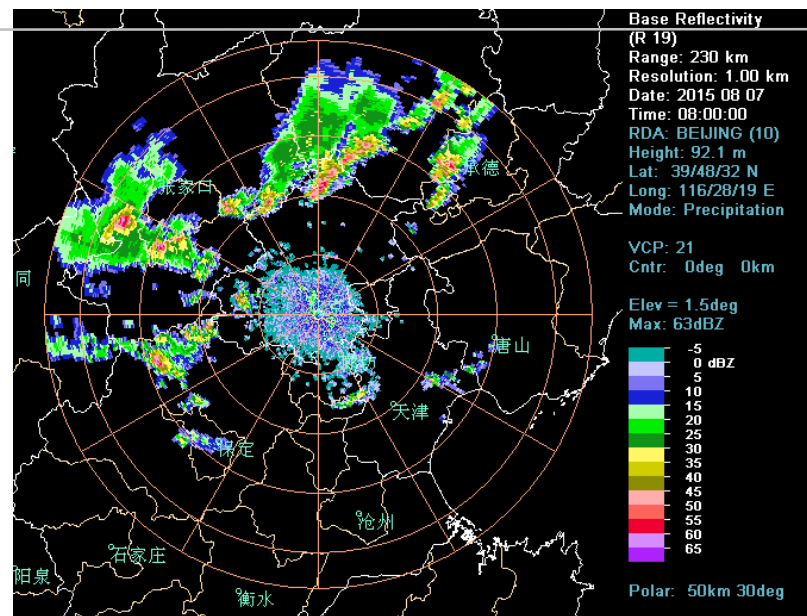 Base Reflectivity
(R 19)
Range: 230 km
Resolution: 1.00 km
Date: 2015 08 07
Time: 08:00:00
RDA: BEIJING (10)
Height: 92.1 m
Lat: 39/48/32 N
Long: 116/28/19 E
Mode: Precipitation
VCP: 21
Cntr: 0deg 0km
Elev = 1.5deg
Max: 63dBZ
-5
0 dBZ
5
10
15
20
25
30
35
40
45
50
55
60
65
Polar: 50km 30deg
张家口
承德
同
唐山
天津
保定
沧州
石家庄
阳泉
衡水